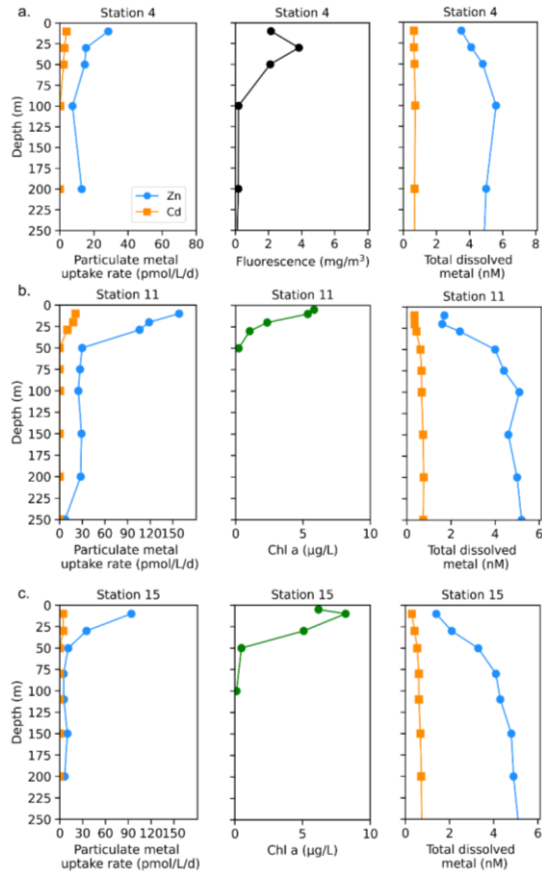 a.
Station 4
Station 4
Station 4
Depth (m)
0
25
50
75
100
125
150
175
200
225
250
Zn
Cd
0 20 40 60 80
0 2 4 6 8
0 2 4 6 8
Particulate metal
uptake rate (pmol/L/d)
Fluorescence (mg/m³)
Total dissolved
metal (nM)
b.
Station 11
Station 11
Station 11
Depth (m)
0
25
50
75
100
125
150
175
200
225
250
0 30 60 90 120150
0 5 10
0 2 4 6
Particulate metal
uptake rate (pmol/L/d)
Chl a (µg/L)
Total dissolved
metal (nM)
c.
Station 15
Station 15
Station 15
Depth (m)
0
25
50
75
100
125
150
175
200
225
250
0 30 60 90 120150
0 5 10
0 2 4 6
Particulate metal
uptake rate (pmol/L/d)
Chl a (µg/L)
Total dissolved
metal (nM)